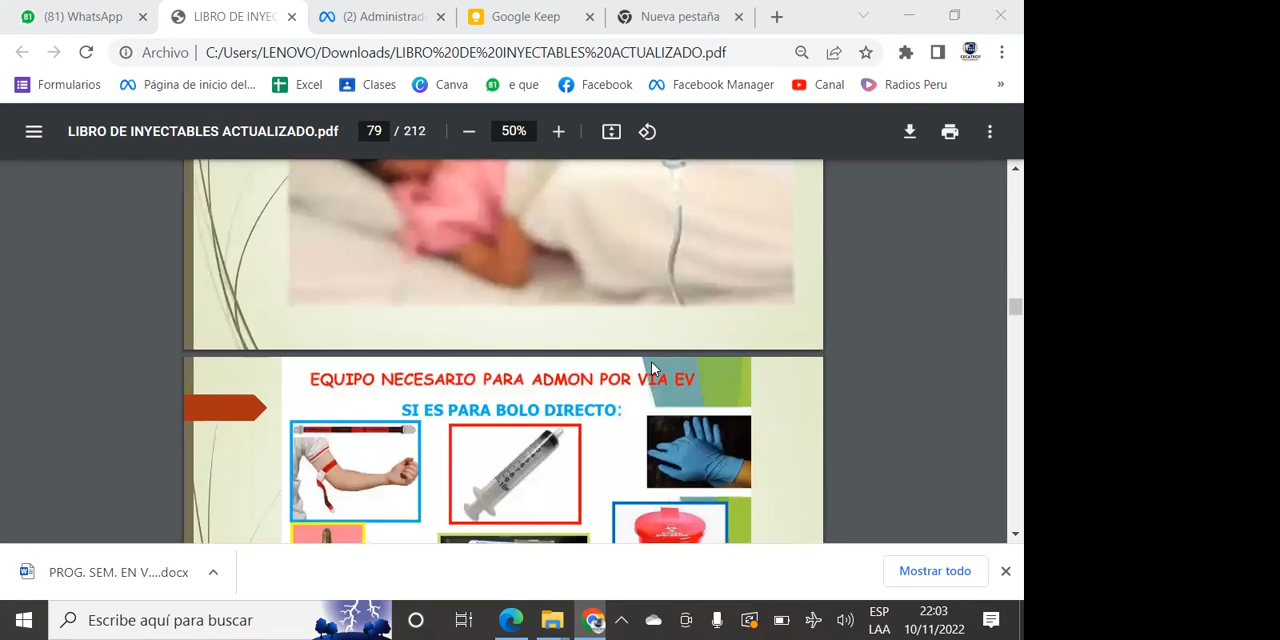 (81) WhatsApp
LIBRO DE INYEC
(2) Administrad
Google Keep
Nueva pestaña
Archivo
C:/Users/LENOVO/Downloads/LIBRO%20DE%20INYECTABLES%20ACTUALIZADO.pdf
Formularios
Página de inicio del...
Excel
Clases
Canva
e que
Facebook
Facebook Manager
Canal
Radios Peru
»
LIBRO DE INYECTABLES ACTUALIZADO.pdf
79 / 212
50%
EQUIPO NECESARIO PARA ADMON POR VIA EV
SI ES PARA BOLO DIRECTO:
PROG. SEM. EN V....docx
Mostrar todo
Escribe aquí para buscar
ESP
LAA
22:03
10/11/2022